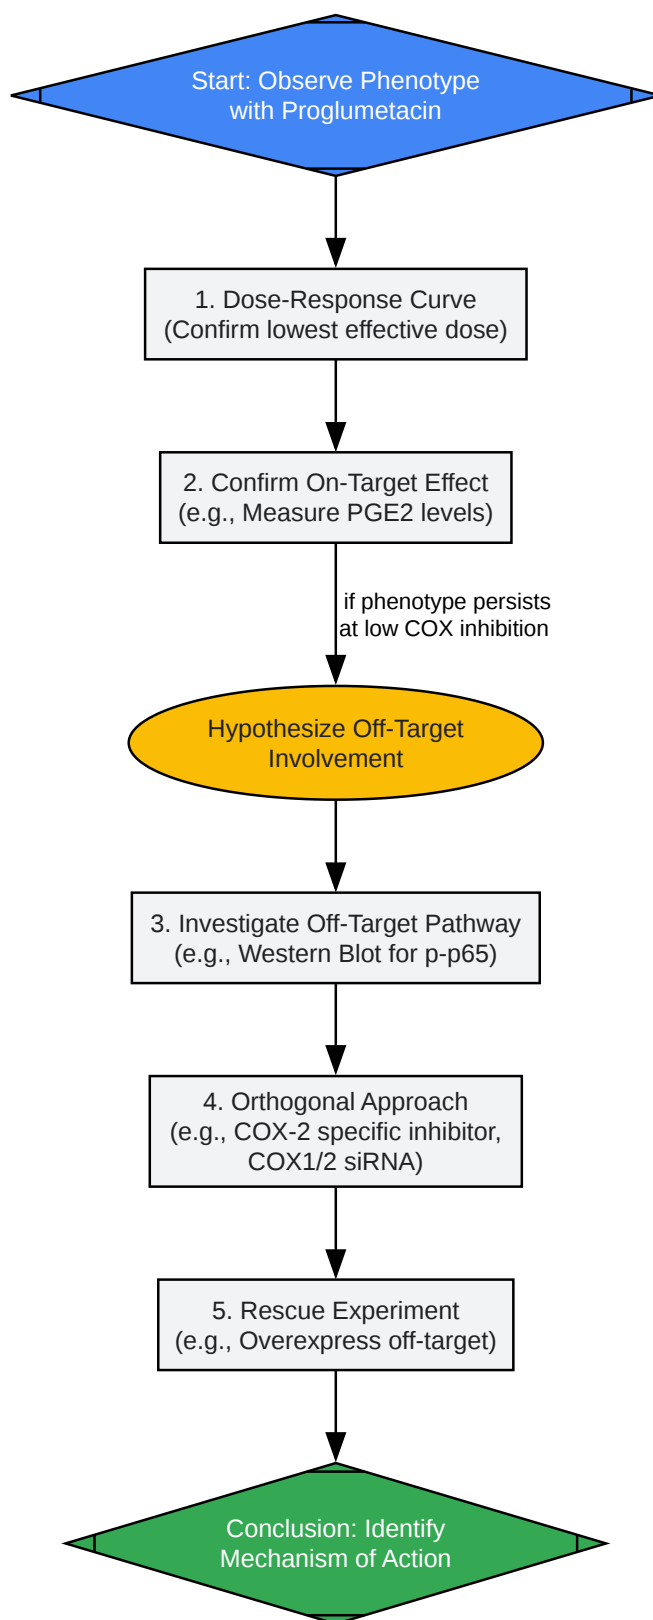 Start: Observe Phenotype
with Proglumetacin
1. Dose-Response Curve
(Confirm lowest effective dose)
2. Confirm On-Target Effect
(e.g., Measure PGE2 levels)
if phenotype persists
at low COX inhibition
Hypothesize Off-Target
Involvement
3. Investigate Off-Target Pathway
(e.g., Western Blot for p-p65)
4. Orthogonal Approach
(e.g., COX-2 specific inhibitor,
COX1/2 siRNA)
5. Rescue Experiment
(e.g., Overexpress off-target)
Conclusion: Identify
Mechanism of Action